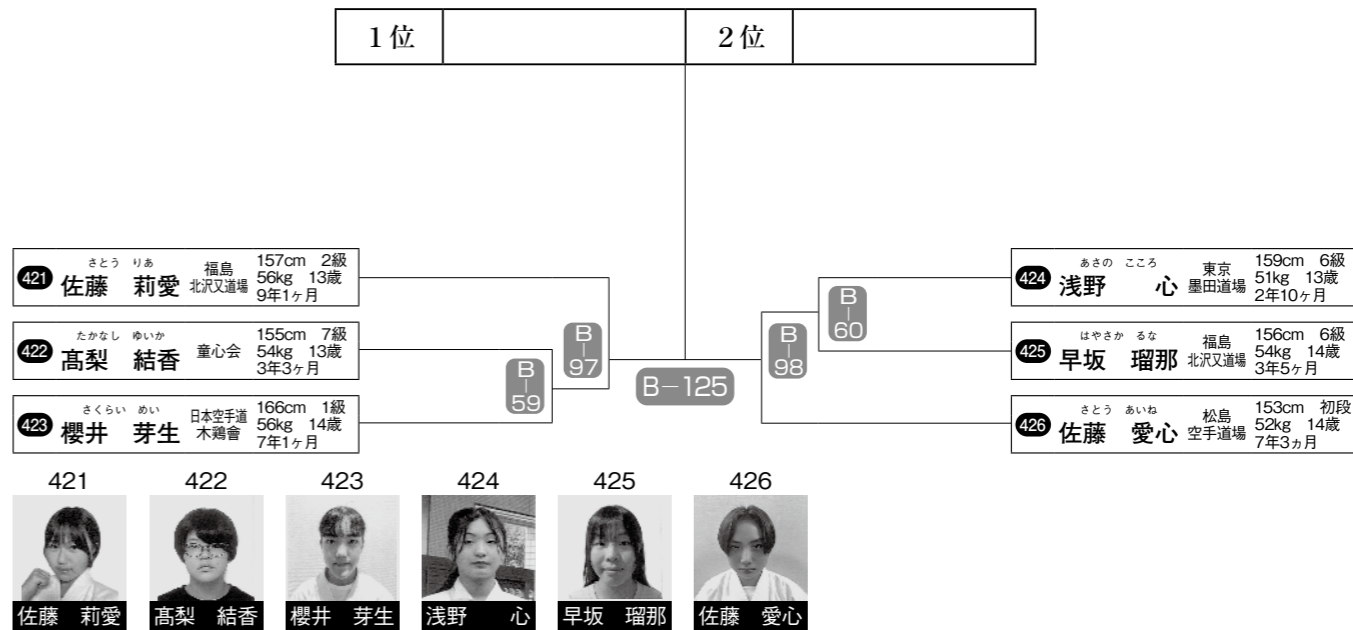 1位 2位
さとう りあ
421 佐藤 莉愛
福島
北沢又道場
157cm 2級
56kg 13歳
9年1ヶ月
たかなし ゆいか
422 髙梨 結香
童心会
155cm 7級
54kg 13歳
3年3ヶ月
さくらい めい
423 櫻井 芽生
日本空手道
木鶏會
166cm 1級
56kg 14歳
7年1ヶ月
B-59
B-97
B-125
B-98
B-60
あさの こころ
424 浅野 心
東京
墨田道場
159cm 6級
51kg 13歳
2年10ヶ月
はやさか るな
425 早坂 瑠那
福島
北沢又道場
156cm 6級
54kg 14歳
3年5ヶ月
さとう あいね
426 佐藤 愛心
松島
空手道場
153cm 初段
52kg 14歳
7年3ヵ月
421 422 423 424 425 426
佐藤 莉愛 髙梨 結香 櫻井 芽生 浅野 心 早坂 瑠那 佐藤 愛心